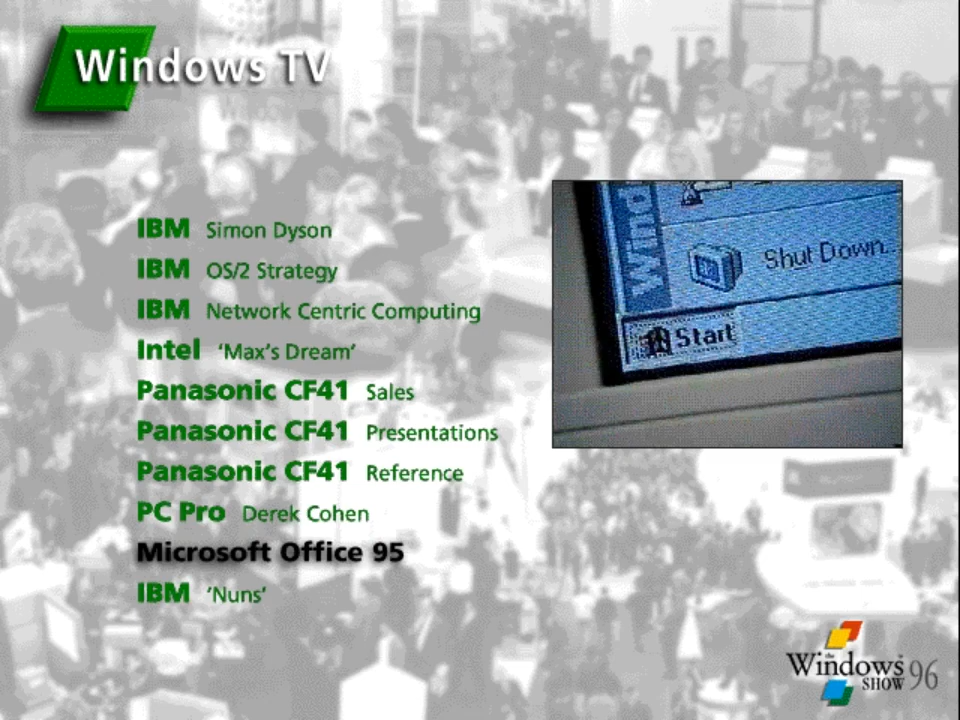 Windows TV
IBM Simon Dyson
IBM OS/2 Strategy
IBM Network Centric Computing
Intel ‘Max’s Dream’
Panasonic CF41 Sales
Panasonic CF41 Presentations
Panasonic CF41 Reference
PC Pro Derek Cohen
Microsoft Office 95
IBM ‘Nuns’
Wind
Shut Down...
Start
the
Windows
SHOW 96